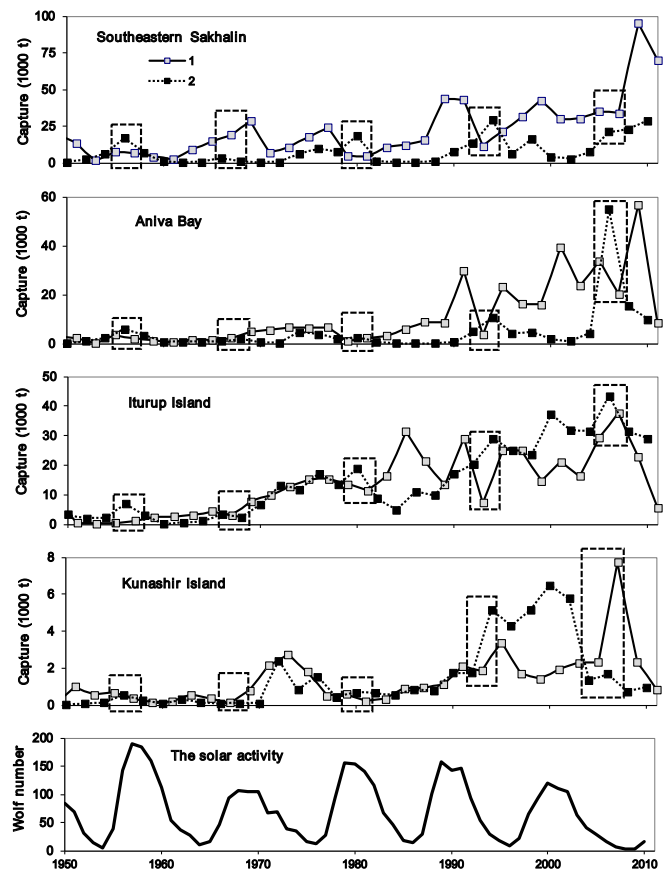 100
75
50
25
0
Capture (1000 t)
Southeastern Sakhalin
1
2
60
40
20
0
Capture (1000 t)
Aniva Bay
50
40
30
20
10
0
Capture (1000 t)
Iturup Island
8
6
4
2
0
Capture (1000 t)
Kunashir Island
200
150
100
50
0
Wolf number
The solar activity
1950 1960 1970 1980 1990 2000 2010